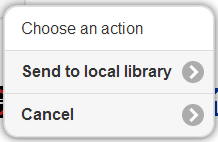 Choose an action
Send to local library
Cancel